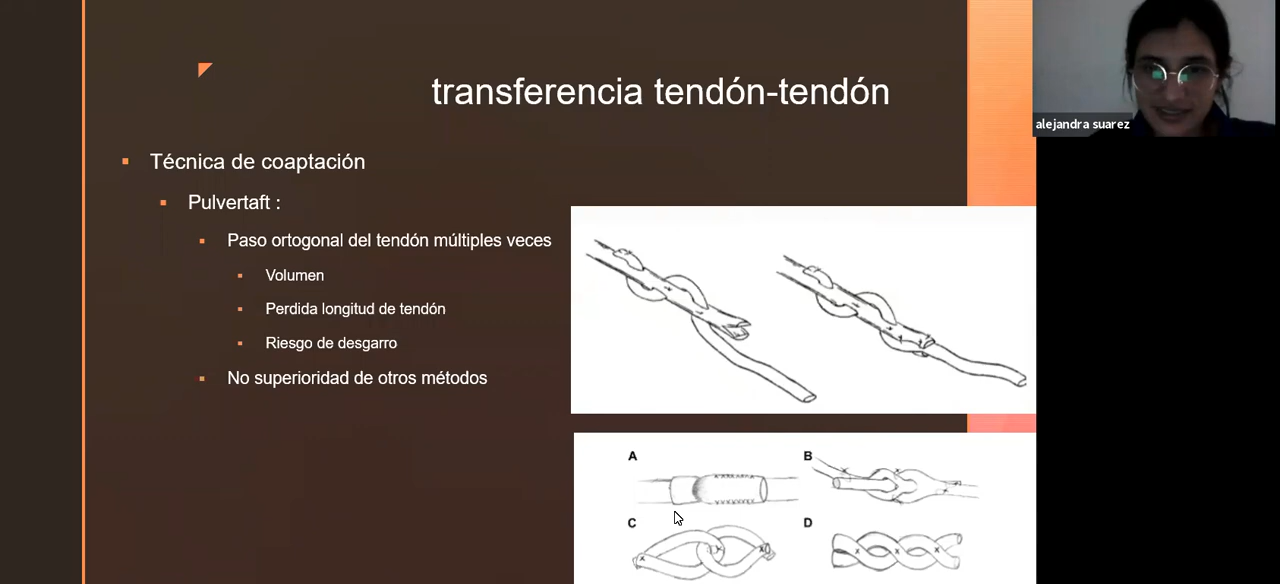 transferencia tendón-tendón
alejandra suarez
Técnica de coaptación
Pulvertaft :
Paso ortogonal del tendón múltiples veces
Volumen
Perdida longitud de tendón
Riesgo de desgarro
No superioridad de otros métodos
A
B
C
D